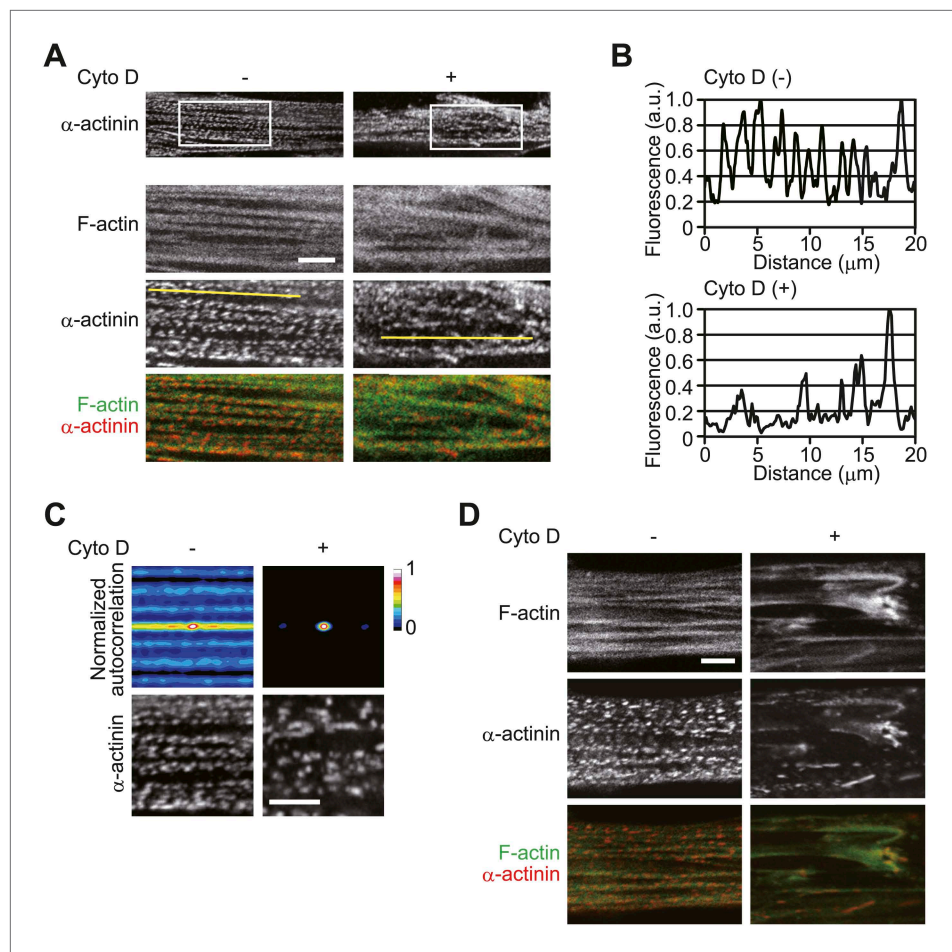 A
Cyto D - +
α-actinin
F-actin
α-actinin
F-actin
α-actinin
B
Cyto D (-)
Fluorescence (a.u.)
1.0
0.8
0.6
0.4
0.2
0
0 5 10 15 20
Distance (μm)
Cyto D (+)
Fluorescence (a.u.)
1.0
0.8
0.6
0.4
0.2
0
0 5 10 15 20
Distance (μm)
C
Cyto D - +
Normalized
autocorrelation
1
0
α-actinin
D
Cyto D - +
F-actin
α-actinin
F-actin
α-actinin